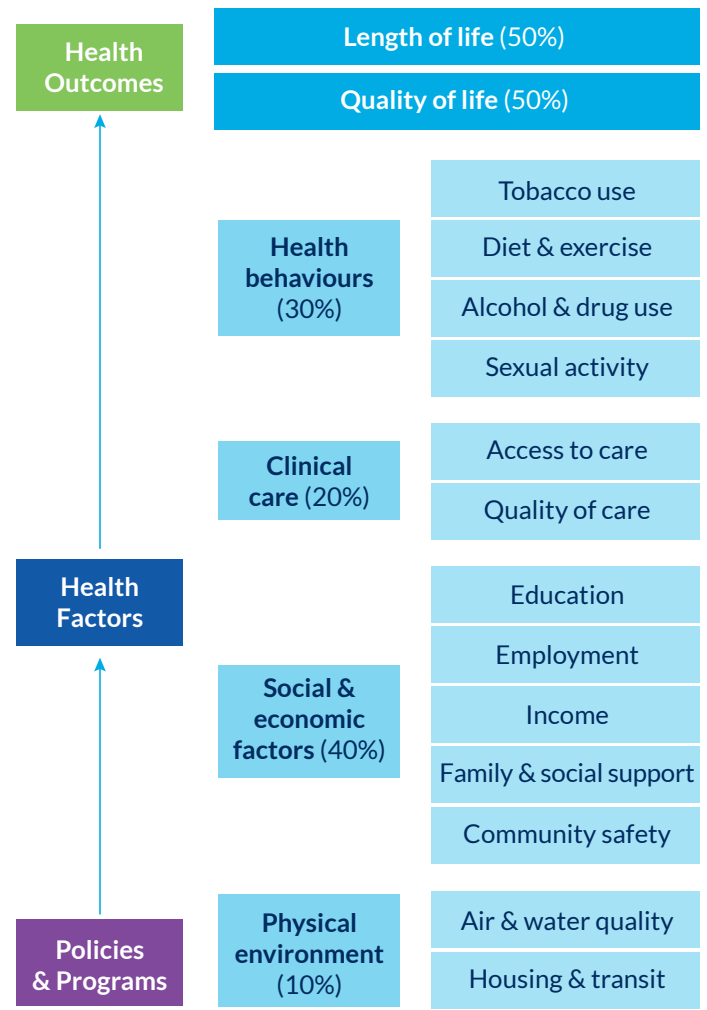 Health
Outcomes
Length of life (50%)
Quality of life (50%)
Health
behaviours
(30%)
Tobacco use
Diet & exercise
Alcohol & drug use
Sexual activity
Clinical
care (20%)
Access to care
Quality of care
Health
Factors
Social &
economic
factors (40%)
Education
Employment
Income
Family & social support
Community safety
Policies
& Programs
Physical
environment
(10%)
Air & water quality
Housing & transit